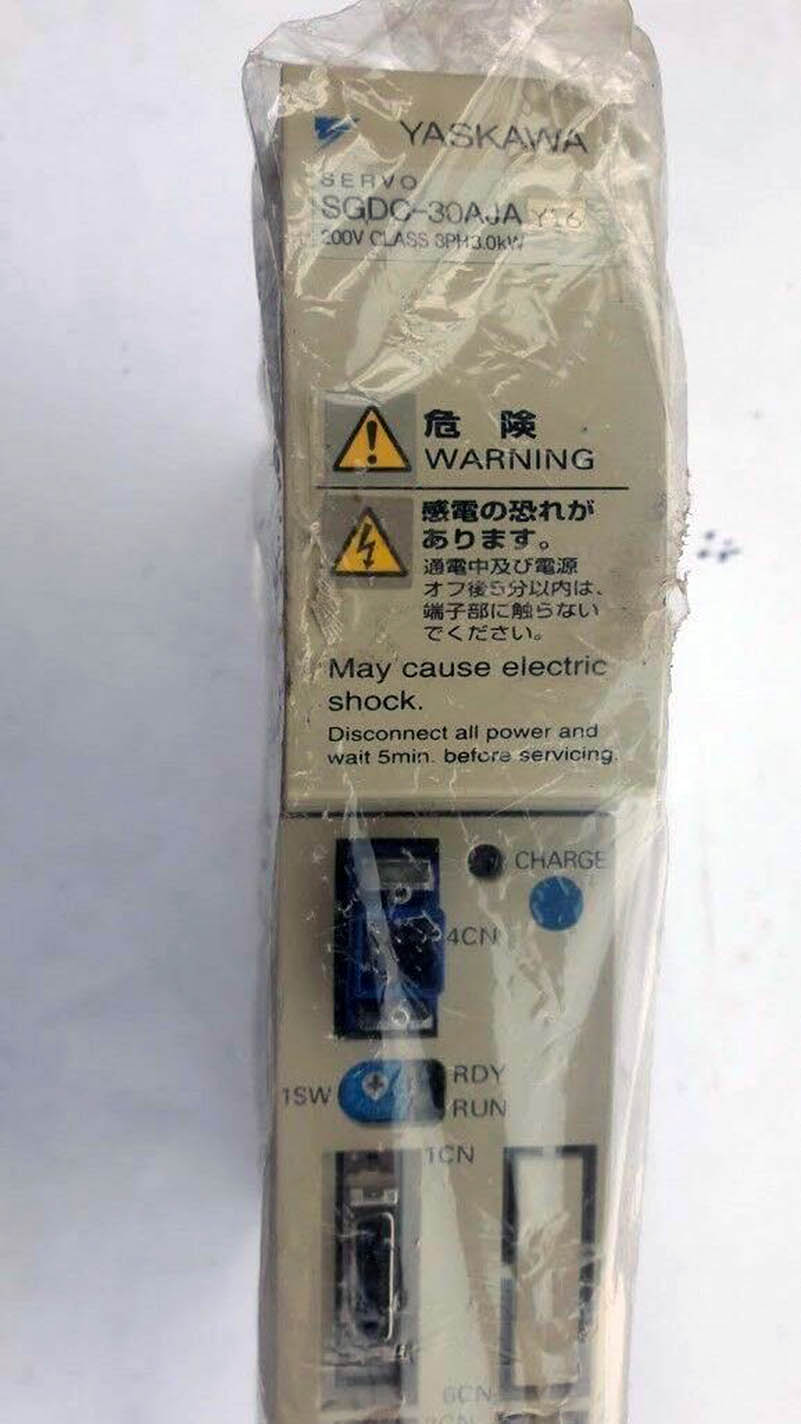 YASKAWA
SERVO
SGDC-30AJA Y16
200V CLASS 3PH 3.0kW
危 険
WARNING
感電の恐れが
あります。
通電中及び電源
オフ後5分以内は、
端子部に触らない
でください。
May cause electric
shock.
Disconnect all power and
wait 5min. before servicing.
CHARGE
4CN
1SW
RDY
RUN
1CN
6CN